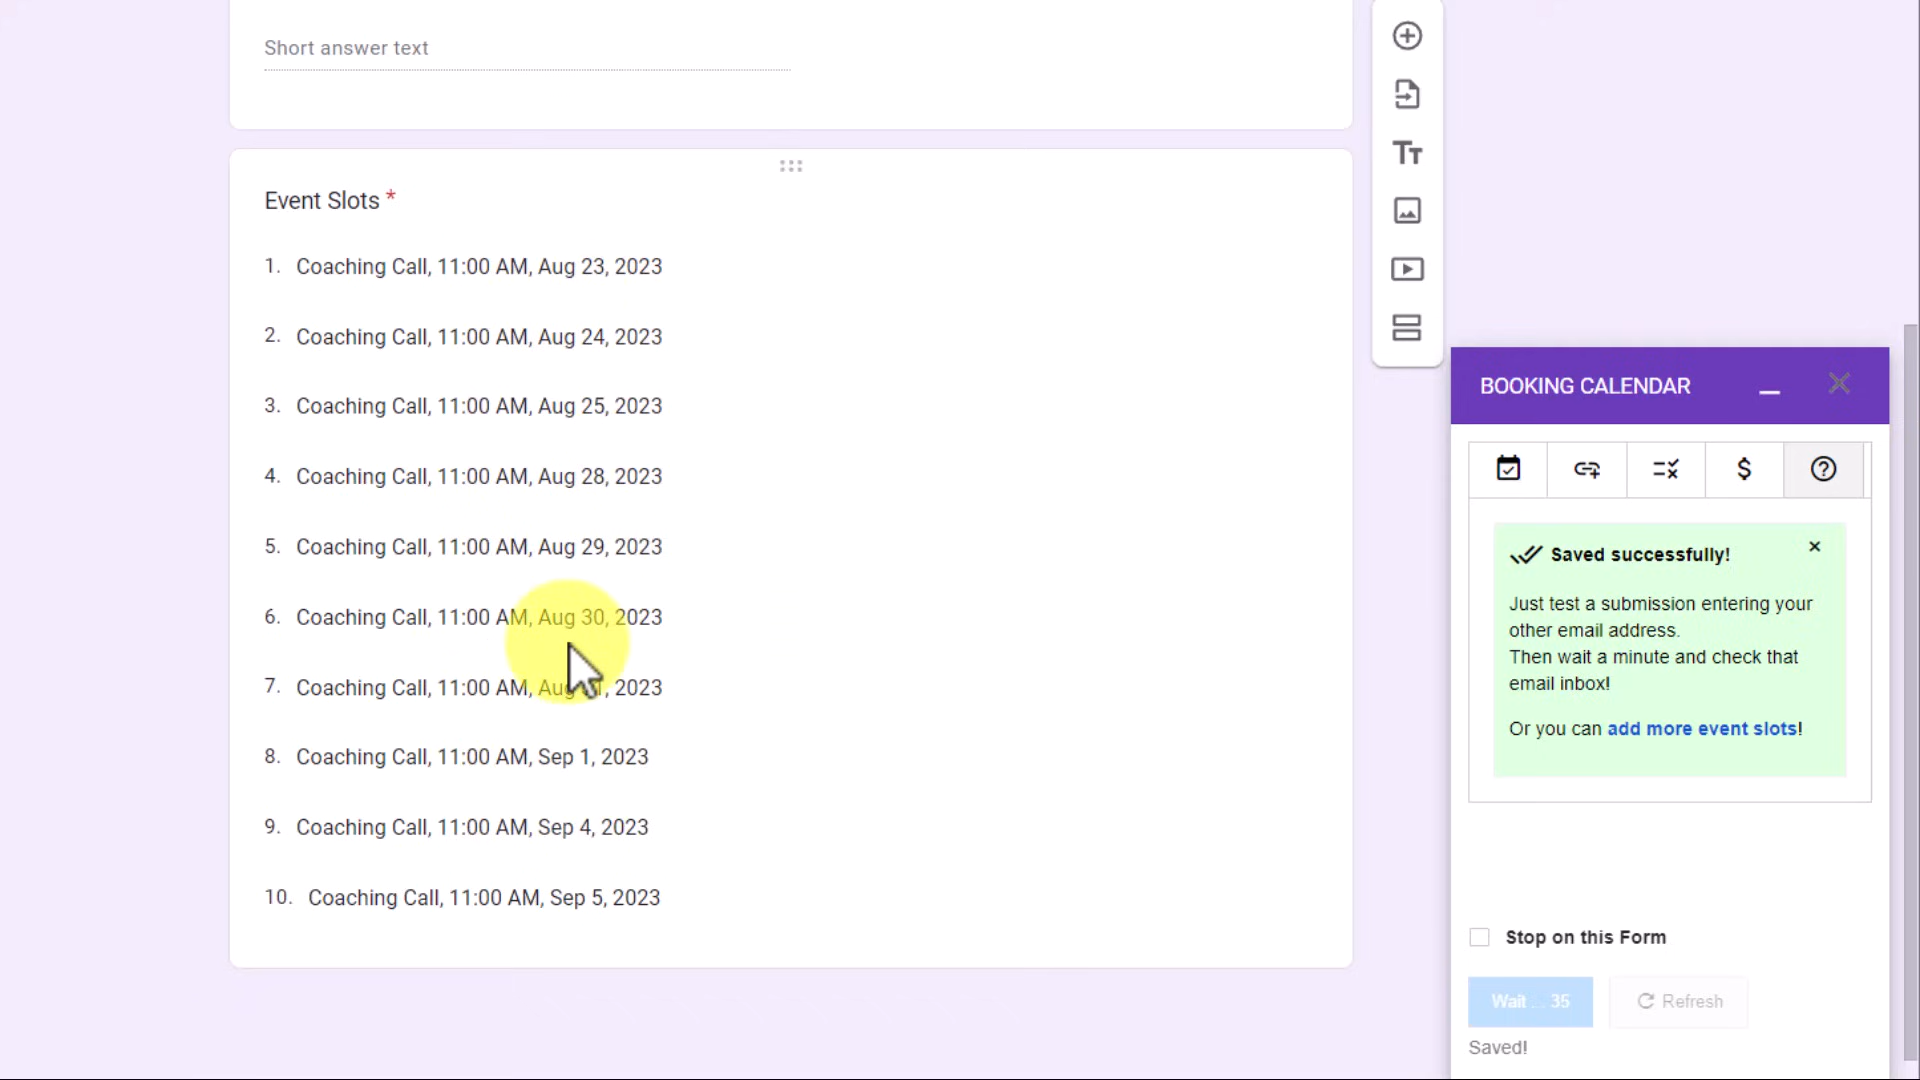 Short answer text
Event Slots *
1. Coaching Call, 11:00 AM, Aug 23, 2023
2. Coaching Call, 11:00 AM, Aug 24, 2023
3. Coaching Call, 11:00 AM, Aug 25, 2023
4. Coaching Call, 11:00 AM, Aug 28, 2023
5. Coaching Call, 11:00 AM, Aug 29, 2023
6. Coaching Call, 11:00 AM, Aug 30, 2023
7. Coaching Call, 11:00 AM, Aug 2023
8. Coaching Call, 11:00 AM, Sep 1, 2023
9. Coaching Call, 11:00 AM, Sep 4, 2023
10. Coaching Call, 11:00 AM, Sep 5, 2023
Tт
BOOKING CALENDAR
Saved successfully!
Just test a submission entering your
other email address.
Then wait a minute and check that
email inbox!
Or you can add more event slots!
Stop on this Form
Wait ... 35
Refresh
Saved!